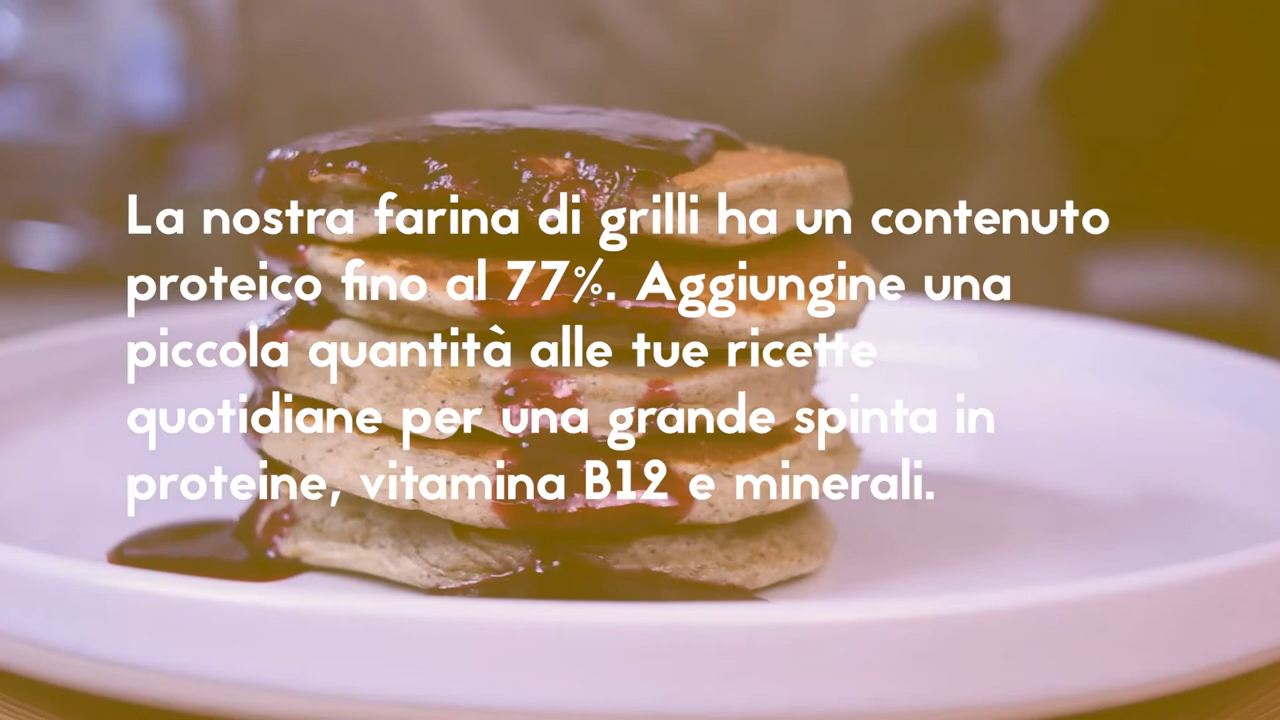 La nostra farina di grilli ha un contenuto
proteico fino al 77%. Aggiungine una
piccola quantità alle tue ricette
quotidiane per una grande spinta in
proteine, vitamina B12 e minerali.